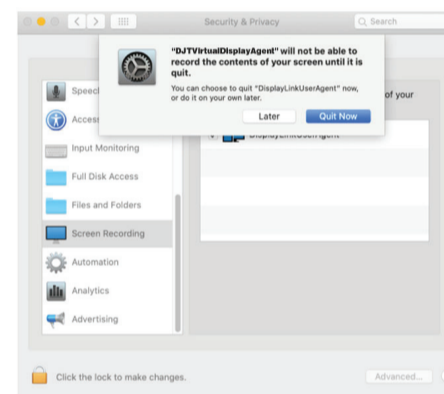 Security & Privacy
Search
"DJTVirtualDisplayAgent" will not be able to
record the contents of your screen until it is
quit.
You can choose to quit "DisplayLinkUserAgent" now,
or do it on your own later.
Later
Quit Now
of your
DisplayLinkUserAgent
Speec
Acces
Input Monitoring
Full Disk Access
Files and Folders
Screen Recording
Automation
Analytics
Advertising
Click the lock to make changes.
Advanced...